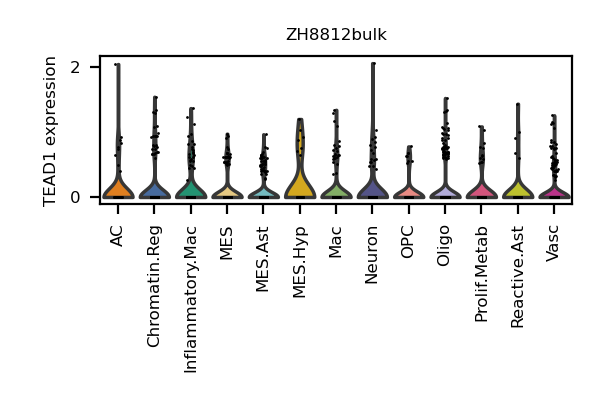 ZH8812bulk
TEAD1 expression
2
0
AC
Chromatin.Reg
Inflammatory.Mac
MES
MES.Ast
MES.Hyp
Mac
Neuron
OPC
Oligo
Prolif.Metab
Reactive.Ast
Vasc